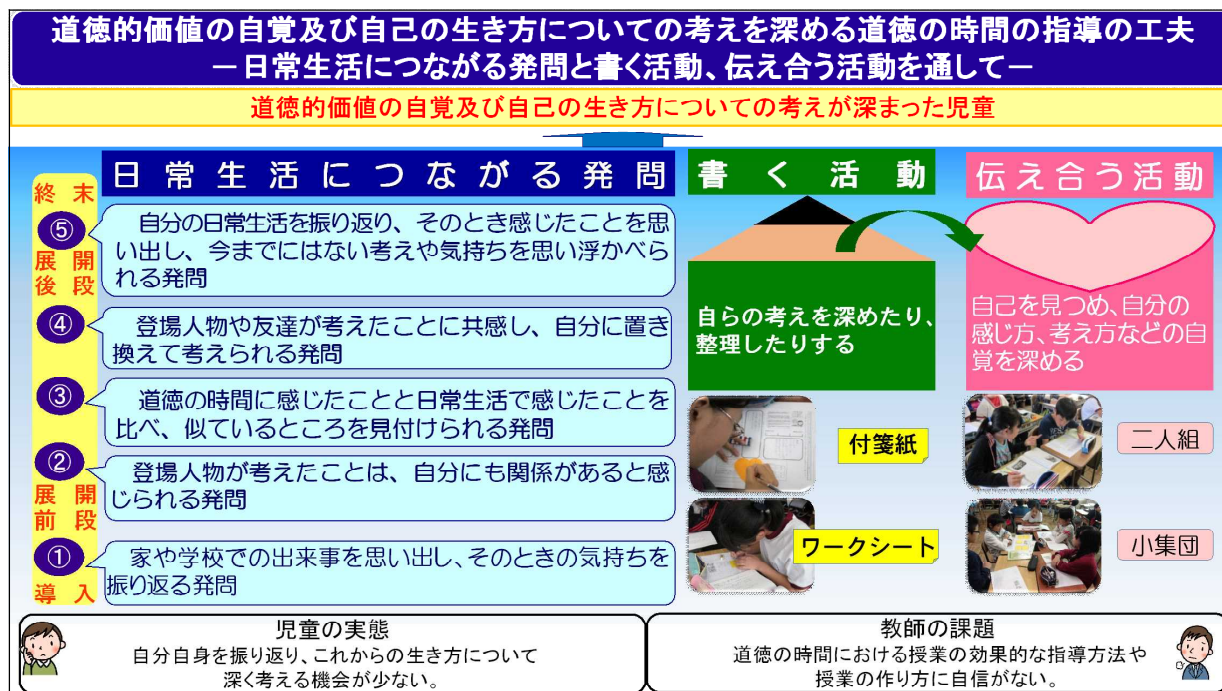 道徳的価値の自覚及び自己の生き方についての考えを深める道徳の時間の指導の工夫
－日常生活につながる発問と書く活動、伝え合う活動を通して－
道徳的価値の自覚及び自己の生き方についての考えが深まった児童
日常生活につながる発問
終末
⑤
展開
後段
自分の日常生活を振り返り、そのとき感じたことを思
い出し、今までにはない考えや気持ちを思い浮かべら
れる発問
④
登場人物や友達が考えたことに共感し、自分に置き
換えて考えられる発問
③
道徳の時間に感じたことと日常生活で感じたことを
比べ、似ているところを見付けられる発問
②
展開
前段
登場人物が考えたことは、自分にも関係があると感
じられる発問
①
導入
家や学校での出来事を思い出し、そのときの気持ちを
振り返る発問
書く活動
自らの考えを深めたり、
整理したりする
付箋紙
ワークシート
伝え合う活動
自己を見つめ、自分の
感じ方、考え方などの自
覚を深める
二人組
小集団
児童の実態
自分自身を振り返り、これからの生き方について
深く考える機会が少ない。
教師の課題
道徳の時間における授業の効果的な指導方法や
授業の作り方に自信がない。